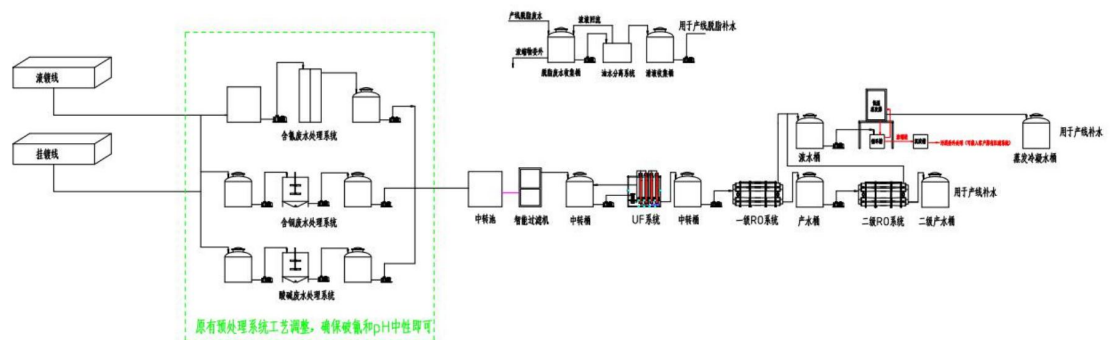 产线脱脂废水
滤液回流
用于产线脱脂补水
浓缩物委外
脱脂废水收集桶
油水分离系统
清液收集桶
滚镀线
挂镀线
含氰废水处理系统
含铜废水处理系统
酸碱废水处理系统
原有预处理系统工艺调整，确保破氰和pH中性即可
中转池
智能过滤机
中转桶
UF系统
中转桶
一级RO系统
产水桶
二级RO系统
二级产水桶
用于产线补水
浓水桶
蒸发冷凝水桶
用于产线补水